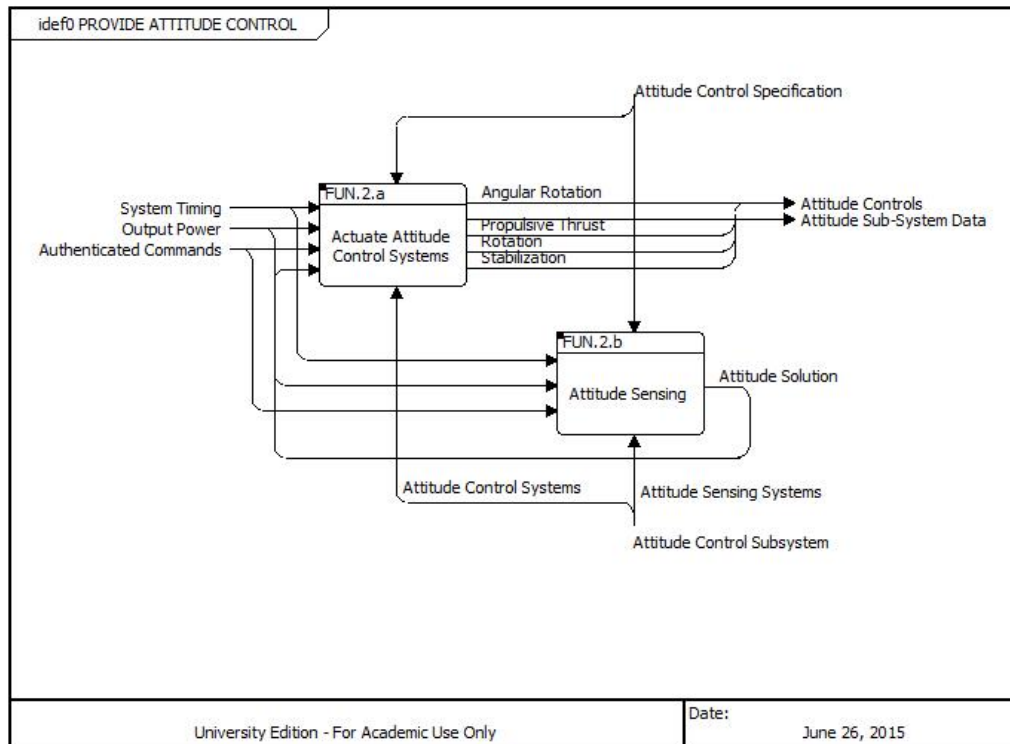 idef0 PROVIDE ATTITUDE CONTROL
Attitude Control Specification
FUN.2.a
Actuate Attitude
Control Systems
System Timing
Output Power
Authenticated Commands
Angular Rotation
Propulsive Thrust
Rotation
Stabilization
Attitude Controls
Attitude Sub-System Data
FUN.2.b
Attitude Sensing
Attitude Solution
Attitude Control Systems
Attitude Sensing Systems
Attitude Control Subsystem
University Edition - For Academic Use Only
Date:
June 26, 2015